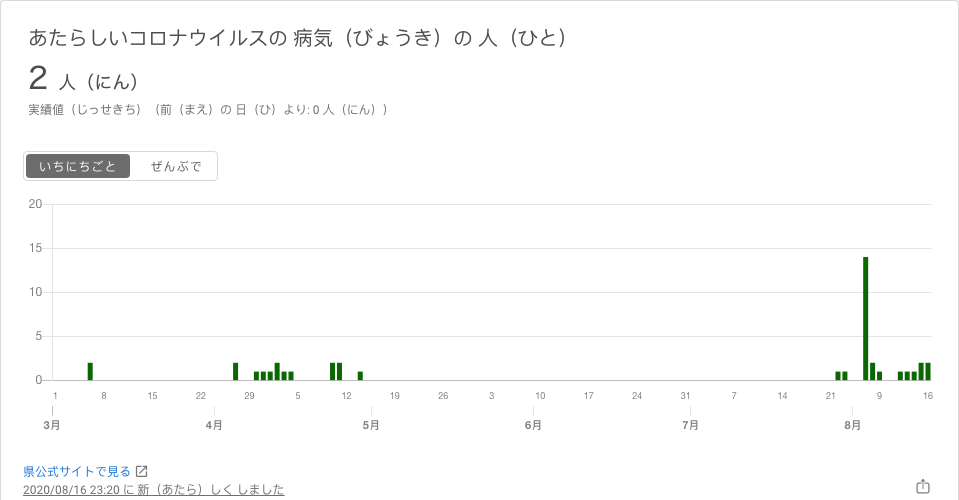 あたらしいコロナウイルスの 病気（びょうき）の 人（ひと）
2 人（にん）
実績値（じっせきち）（前（まえ）の 日（ひ）より: 0 人（にん））
いちにちごと ぜんぶで
20
15
10
5
0
1 8 15 22 29 5 12 19 26 3 10 17 24 31 7 14 21 9 16
3月 4月 5月 6月 7月 8月
県公式サイトで見る
2020/08/16 23:20 に 新（あたら）しく しました